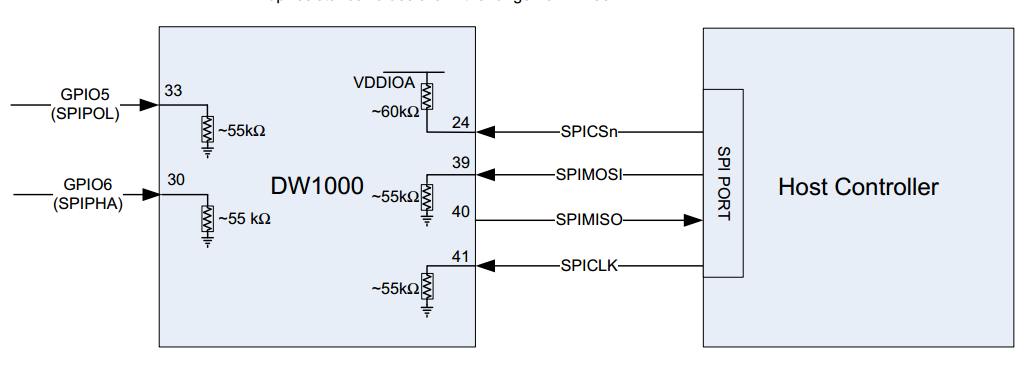 GPIO5
(SPIPOL)
33
~55kΩ
GPIO6
(SPIPHA)
30
~55 kΩ
DW1000
VDDIOA
~60kΩ
24
SPICSn
39
~55kΩ
SPIMOSI
40
SPIMISO
41
~55kΩ
SPICLK
SPI PORT
Host Controller